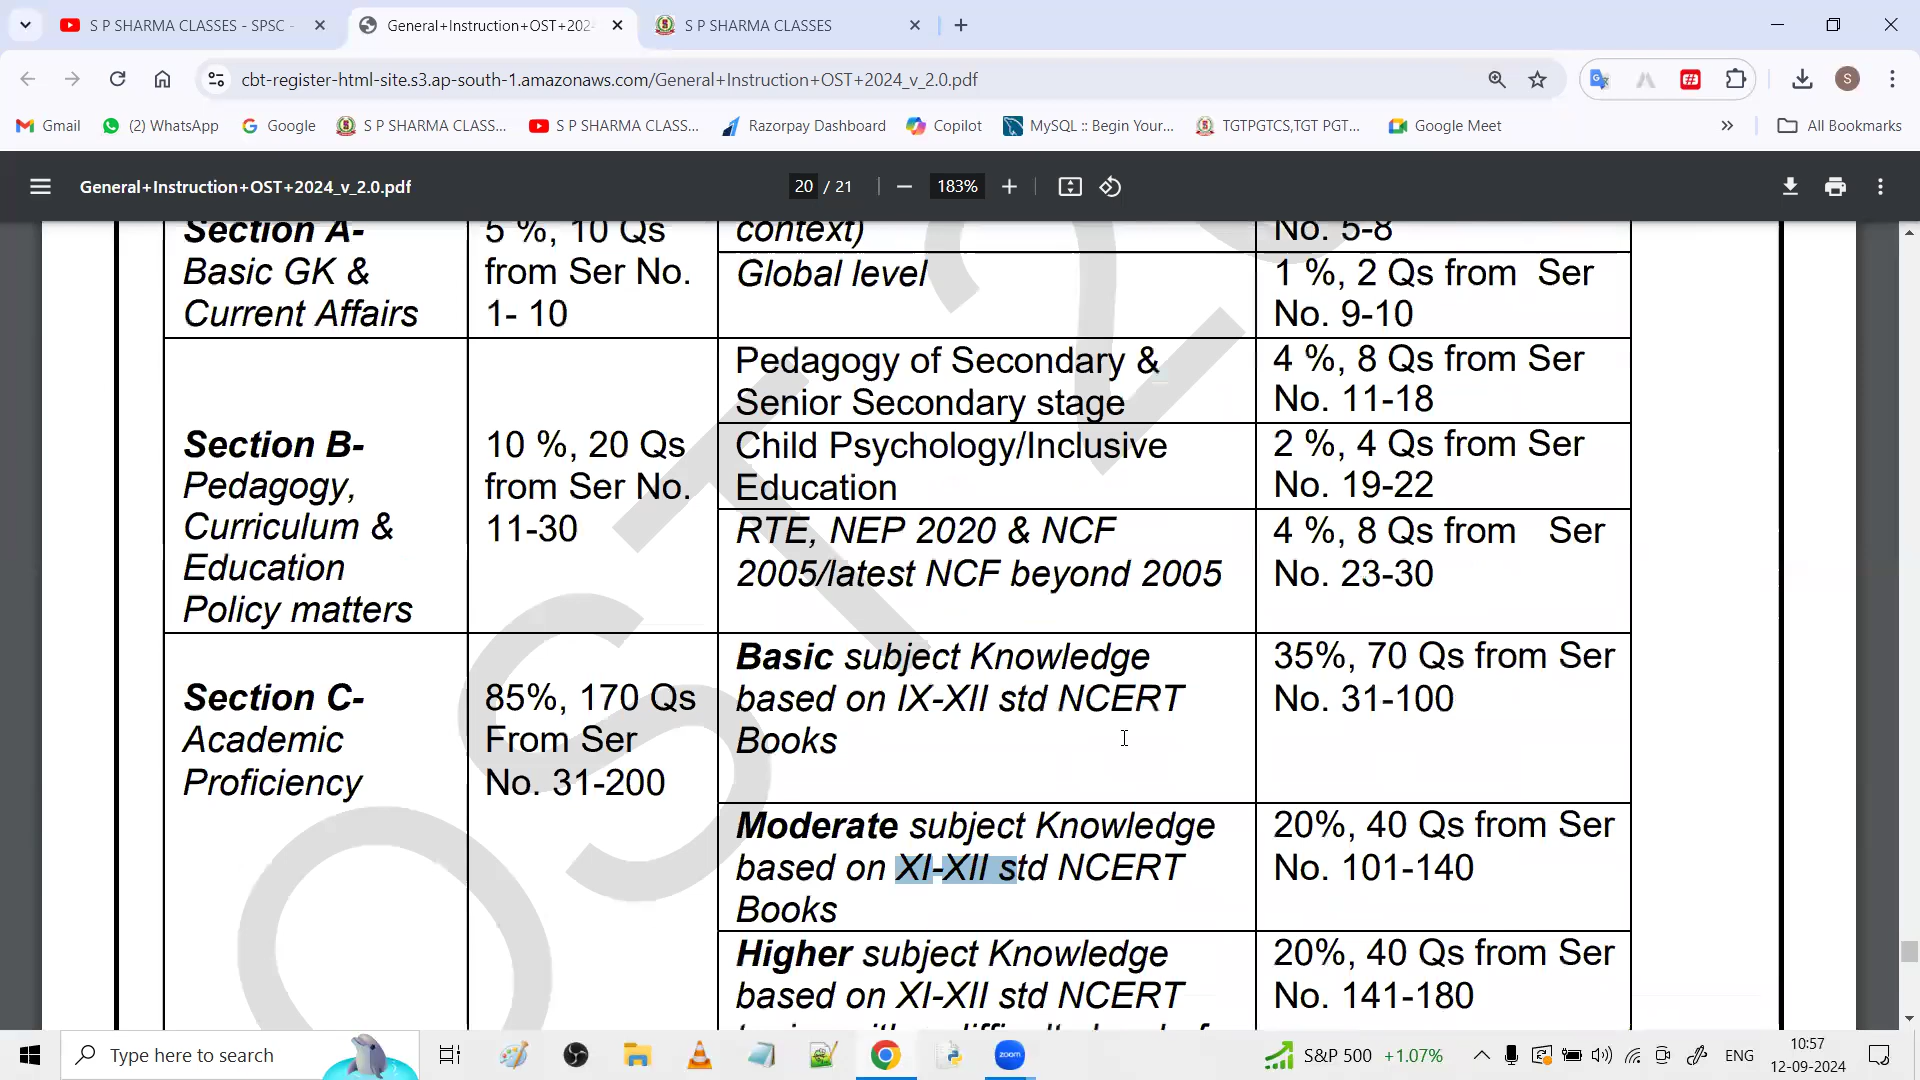 S P SHARMA CLASSES - SPSC -
General+Instruction+OST+202
S P SHARMA CLASSES
cbt-register-html-site.s3.ap-south-1.amazonaws.com/General+Instruction+OST+2024_v_2.0.pdf
S
Gmail
(2) WhatsApp
Google
S P SHARMA CLASS...
S P SHARMA CLASS...
Razorpay Dashboard
Copilot
MySQL :: Begin Your...
TGTPGTCS,TGT PGT...
Google Meet
All Bookmarks
General+Instruction+OST+2024_v_2.0.pdf
20 / 21
183%
Section A-
Basic GK &
Current Affairs
5 %, 10 Qs
from Ser No.
1- 10
context)
No. 5-8
Global level
1 %, 2 Qs from Ser
No. 9-10
Section B-
Pedagogy,
Curriculum &
Education
Policy matters
10 %, 20 Qs
from Ser No.
11-30
Pedagogy of Secondary &
Senior Secondary stage
4 %, 8 Qs from Ser
No. 11-18
Child Psychology/Inclusive
Education
2 %, 4 Qs from Ser
No. 19-22
RTE, NEP 2020 & NCF
2005/latest NCF beyond 2005
4 %, 8 Qs from Ser
No. 23-30
Section C-
Academic
Proficiency
85%, 170 Qs
From Ser
No. 31-200
Basic subject Knowledge
based on IX-XII std NCERT
Books
35%, 70 Qs from Ser
No. 31-100
Moderate subject Knowledge
based on XI-XII std NCERT
Books
20%, 40 Qs from Ser
No. 101-140
Higher subject Knowledge
based on XI-XII std NCERT
20%, 40 Qs from Ser
No. 141-180
Type here to search
zoom
S&P 500 +1.07%
ENG
10:57
12-09-2024